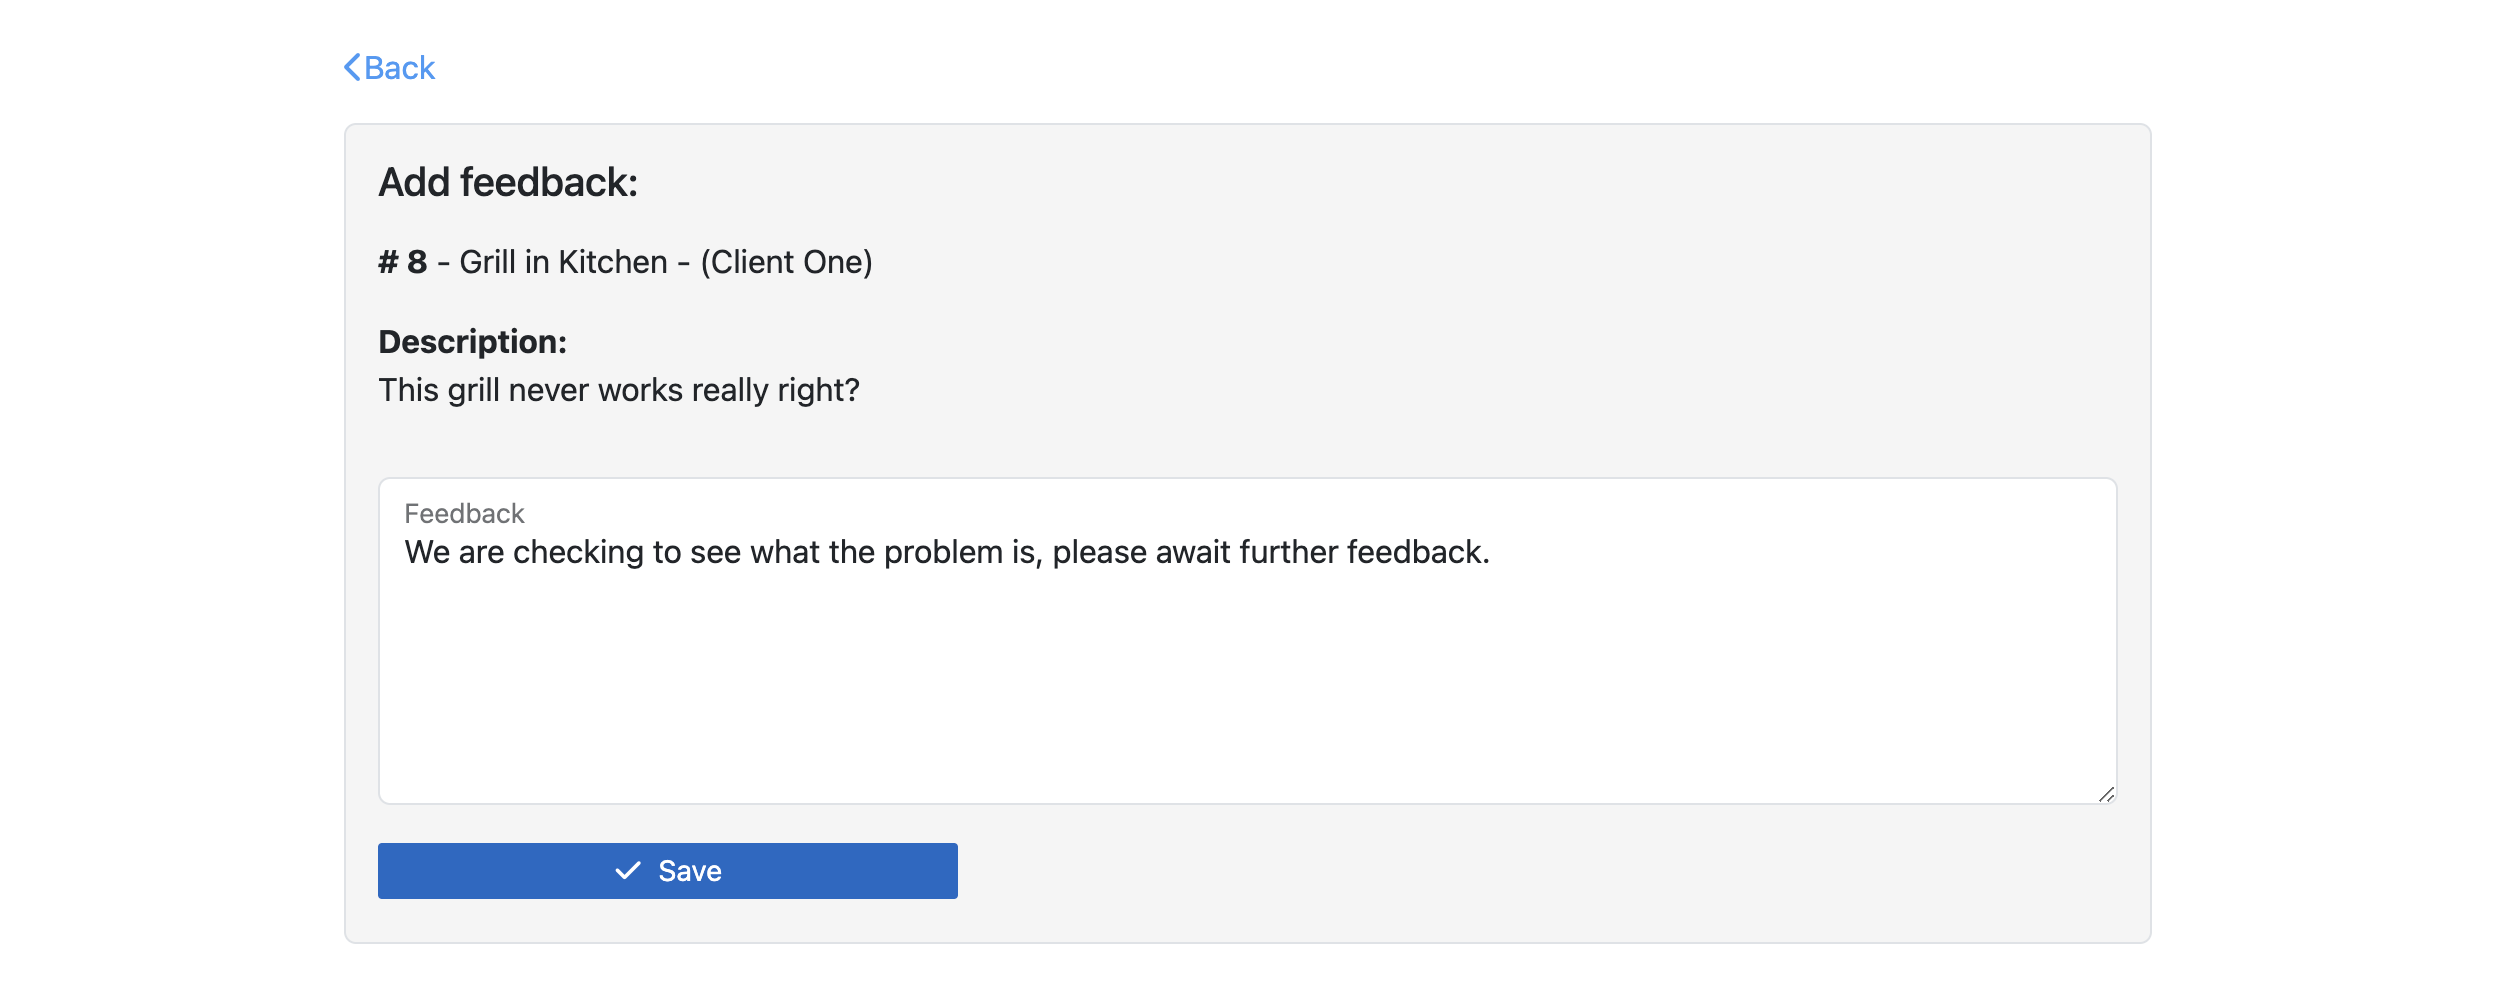 Back
Add feedback:
# 8 - Grill in Kitchen - (Client One)
Description:
This grill never works really right?
Feedback
We are checking to see what the problem is, please await further feedback.
Save